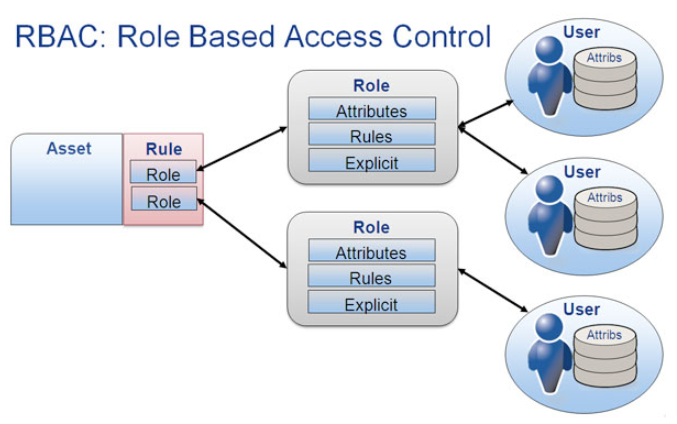 RBAC: Role Based Access Control
Asset
Rule
Role
Role
Role
Attributes
Rules
Explicit
Role
Attributes
Rules
Explicit
User
Attribs
User
Attribs
User
Attribs